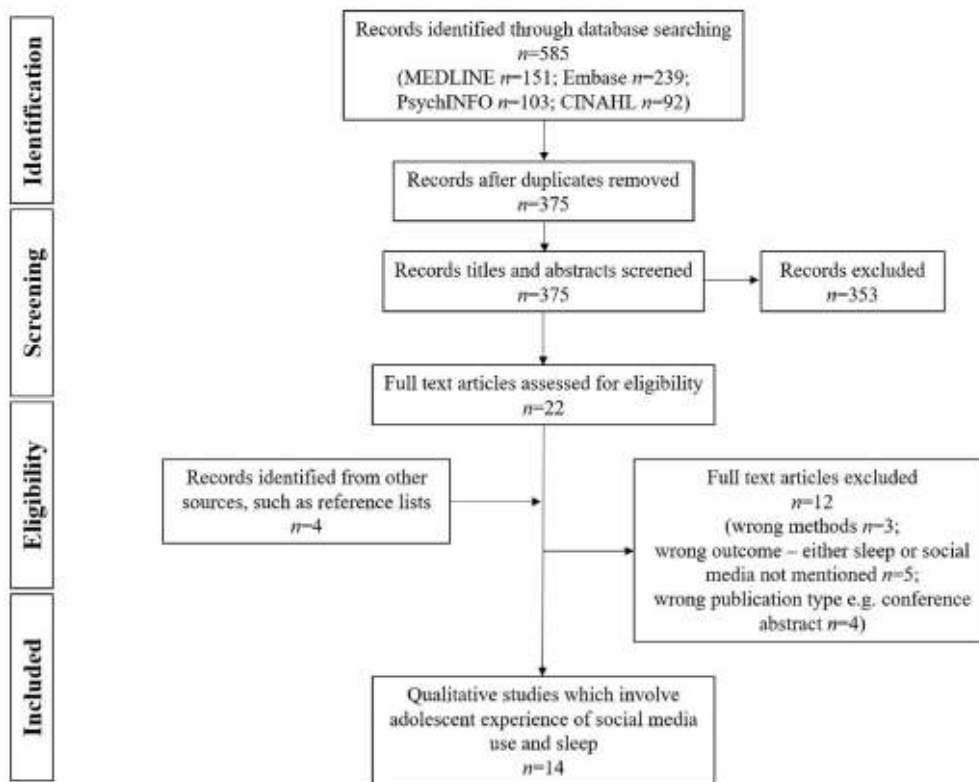 Identification
Records identified through database searching
n=585
(MEDLINE n=151; Embase n=239;
PsychINFO n=103; CINAHL n=92)
Records after duplicates removed
n=375
Screening
Records titles and abstracts screened
n=375
Records excluded
n=353
Full text articles assessed for eligibility
n=22
Eligibility
Records identified from other
sources, such as reference lists
n=4
Full text articles excluded
n=12
(wrong methods n=3;
wrong outcome – either sleep or social
media not mentioned n=5;
wrong publication type e.g. conference
abstract n=4)
Included
Qualitative studies which involve
adolescent experience of social media
use and sleep
n=14